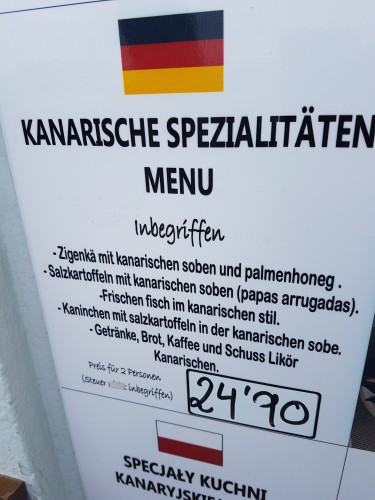 KANARISCHE SPEZIALITÄTEN
MENU
Inbegriffen
-Zigenkä mit kanarischen soben und palmenhoneg .
-Salzkartoffeln mit kanarischen soben (papas arrugadas).
-Frischen fisch im kanarischen stil.
-Kaninchen mit salzkartoffeln in der kanarischen sobe.
-Getränke, Brot, Kaffee und Schuss Likör
Kanarischen.
Preis für 2 Personen
(Steuer inbegriffen)
24'90
SPECJAŁY KUCHNI
KANARYJSKIEJ